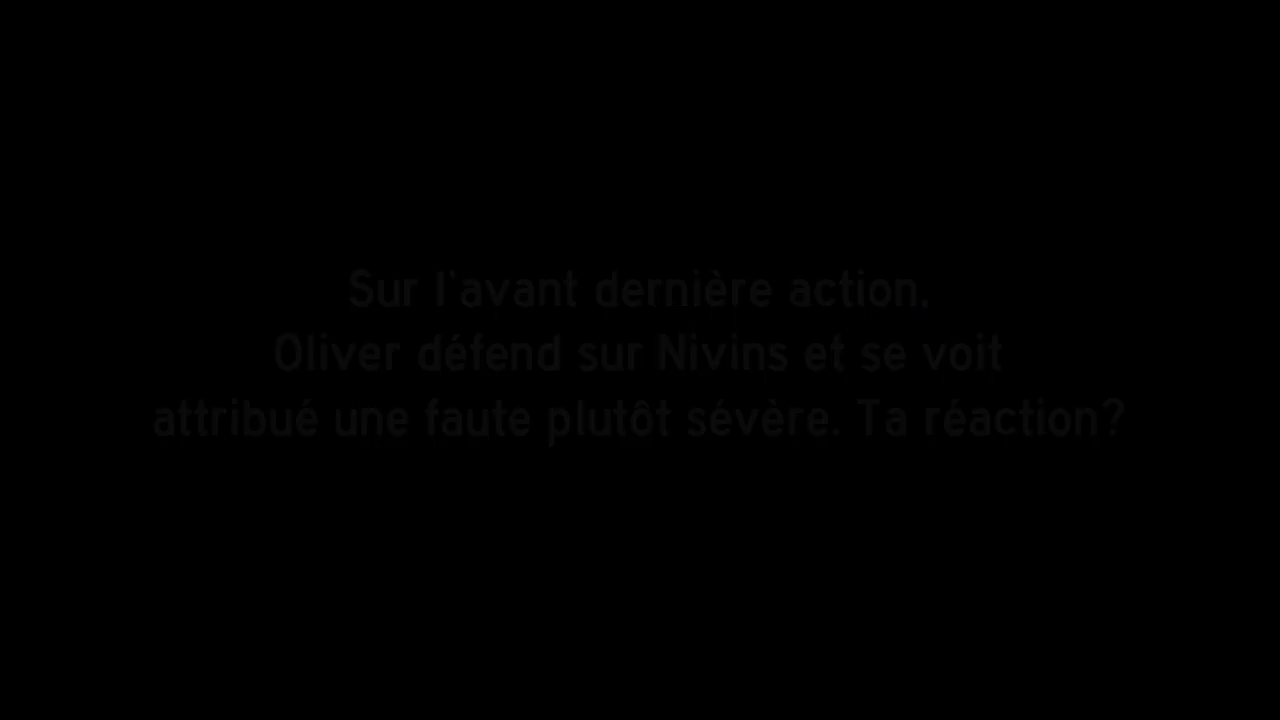 Sur l'avant dernière action,
Oliver défend sur Nivins et se voit
attribué une faute plutôt sévère. Ta réaction?